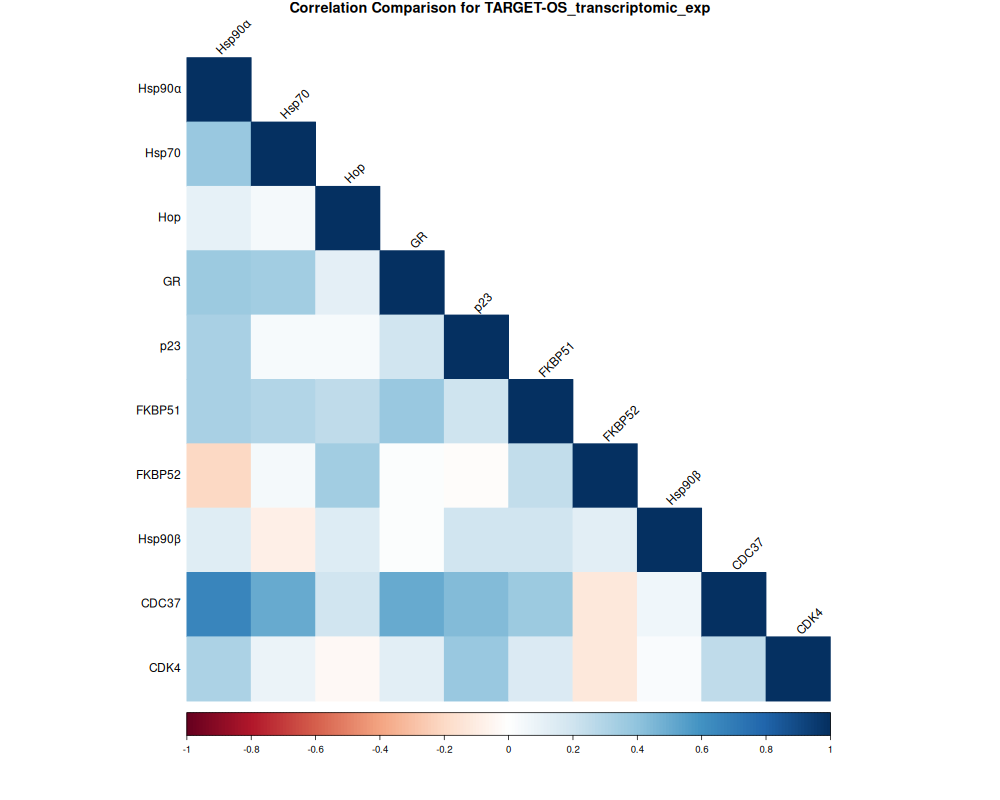 Correlation Comparison for TARGET-OS_transcriptomic_exp
Hsp90α
Hsp90α
Hsp70
Hsp70
Hop
Hop
GR
GR
p23
p23
FKBP51
FKBP51
FKBP52
FKBP52
Hsp90β
Hsp90β
CDC37
CDC37
CDK4
CDK4
-1 -0.8 -0.6 -0.4 -0.2 0 0.2 0.4 0.6 0.8 1